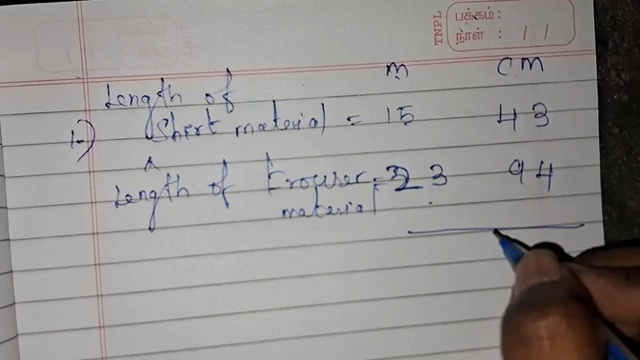 TNPL
பக்கம்:
நாள் : / /
m cm
Length of
1-) Shirt material = 15 43
Length of trouser = 23 94
material